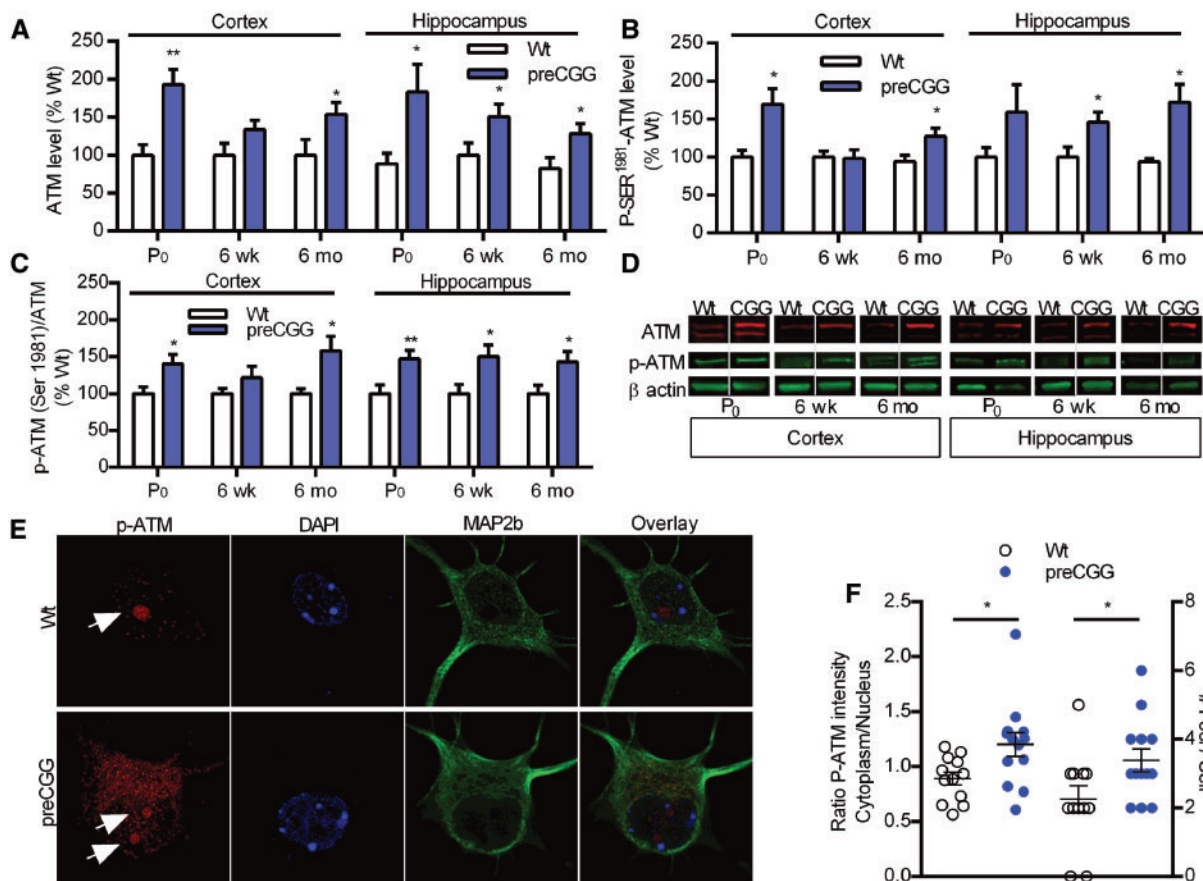 A
Cortex
Hippocampus
Wt
preCGG
ATM level (% Wt)
250
200
150
100
50
0
** * * * *
P0 6 wk 6 mo P0 6 wk 6 mo
B
Cortex
Hippocampus
Wt
preCGG
P-SER1981-ATM level
(% Wt)
250
200
150
100
50
0
* * * *
P0 6 wk 6 mo P0 6 wk 6 mo
C
Cortex
Hippocampus
Wt
preCGG
p-ATM (Ser 1981)/ATM
(% Wt)
250
200
150
100
50
0
* * ** * *
P0 6 wk 6 mo P0 6 wk 6 mo
D
Wt CGG Wt CGG Wt CGG Wt CGG Wt CGG Wt CGG
ATM
p-ATM
β actin
P0 6 wk 6 mo P0 6 wk 6 mo
Cortex Hippocampus
E
p-ATM DAPI MAP2b Overlay
Wt
preCGG
F
Wt
preCGG
Ratio P-ATM intensity
Cytoplasm/Nucleus
2.5
2.0
1.5
1.0
0.5
0.0
* *
8
6
4
2
0